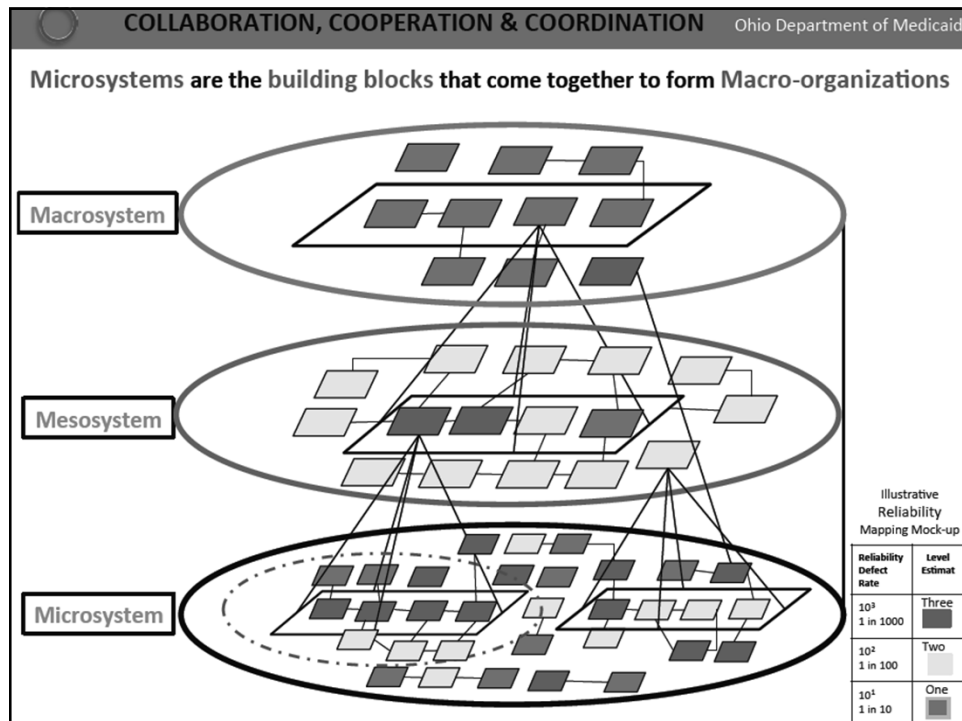 COLLABORATION, COOPERATION & COORDINATION
Ohio Department of Medicaid
Microsystems are the building blocks that come together to form Macro-organizations
Macrosystem
Mesosystem
Microsystem
Illustrative
Reliability
Mapping Mock-up
Reliability
Defect
Rate
Level
Estimat
10³
1 in 1000
Three
10²
1 in 100
Two
10¹
1 in 10
One